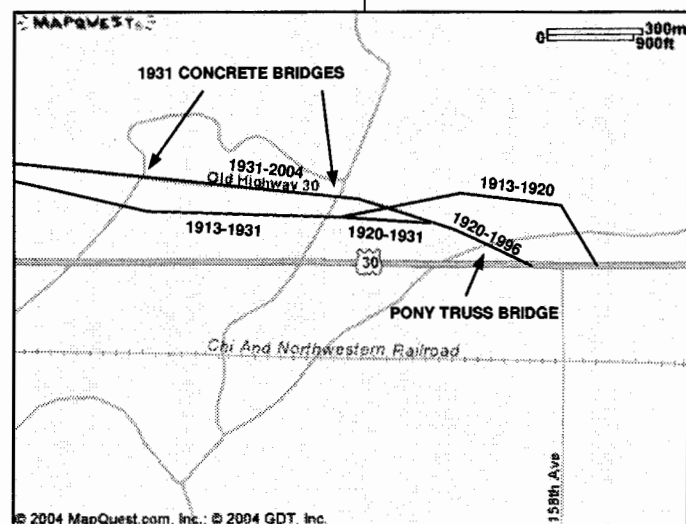 MAPQUEST
300m
0
900ft
1931 CONCRETE BRIDGES
1931-2004
Old Highway 30
1913-1920
1913-1931
1920-1931
1920-1996
30
PONY TRUSS BRIDGE
Chi And Northwestern Railroad
158th Ave
© 2004 MapQuest.com, Inc.; © 2004 GDT, Inc.